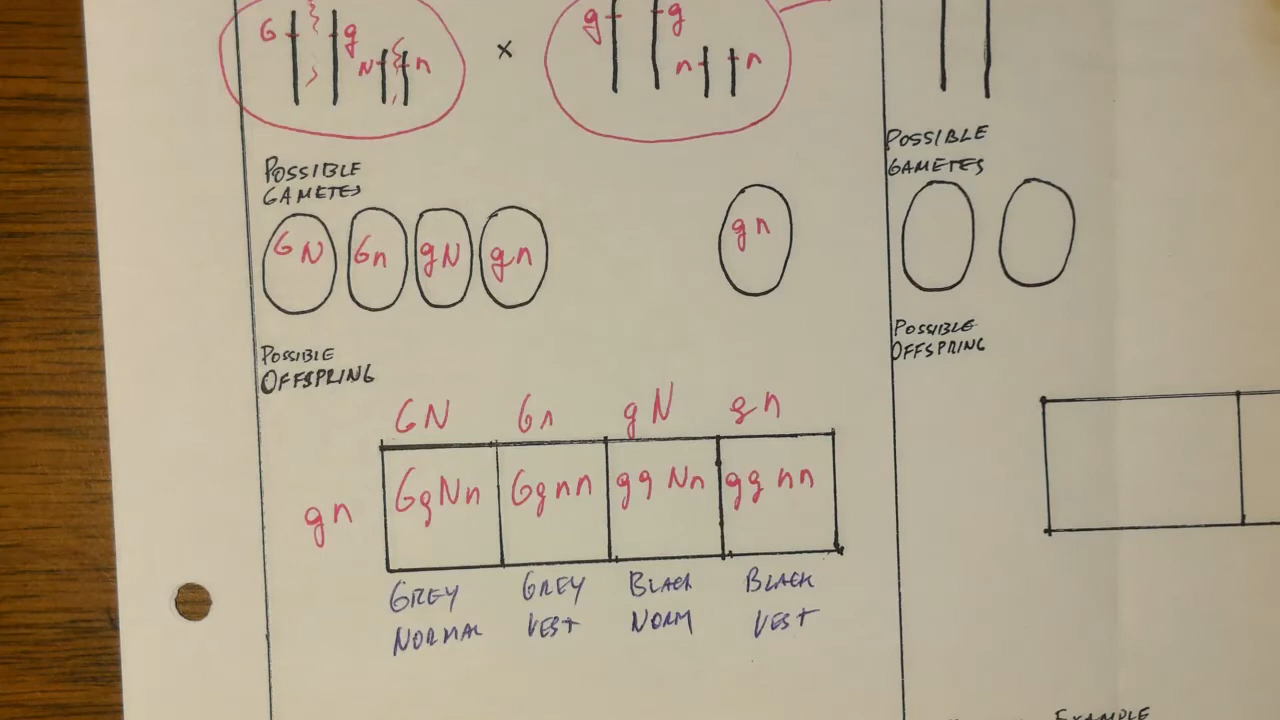 G g N n × g g n n
POSSIBLE
GAMETES
GN Gn gN gn gn
POSSIBLE
OFFSPRING
GN Gn gN gn
gn GgNn Ggnn ggNn ggnn
GREY GREY BLACK BLACK
NORMAL VEST NORM VEST
POSSIBLE
GAMETES
POSSIBLE
OFFSPRING
EXAMPLE